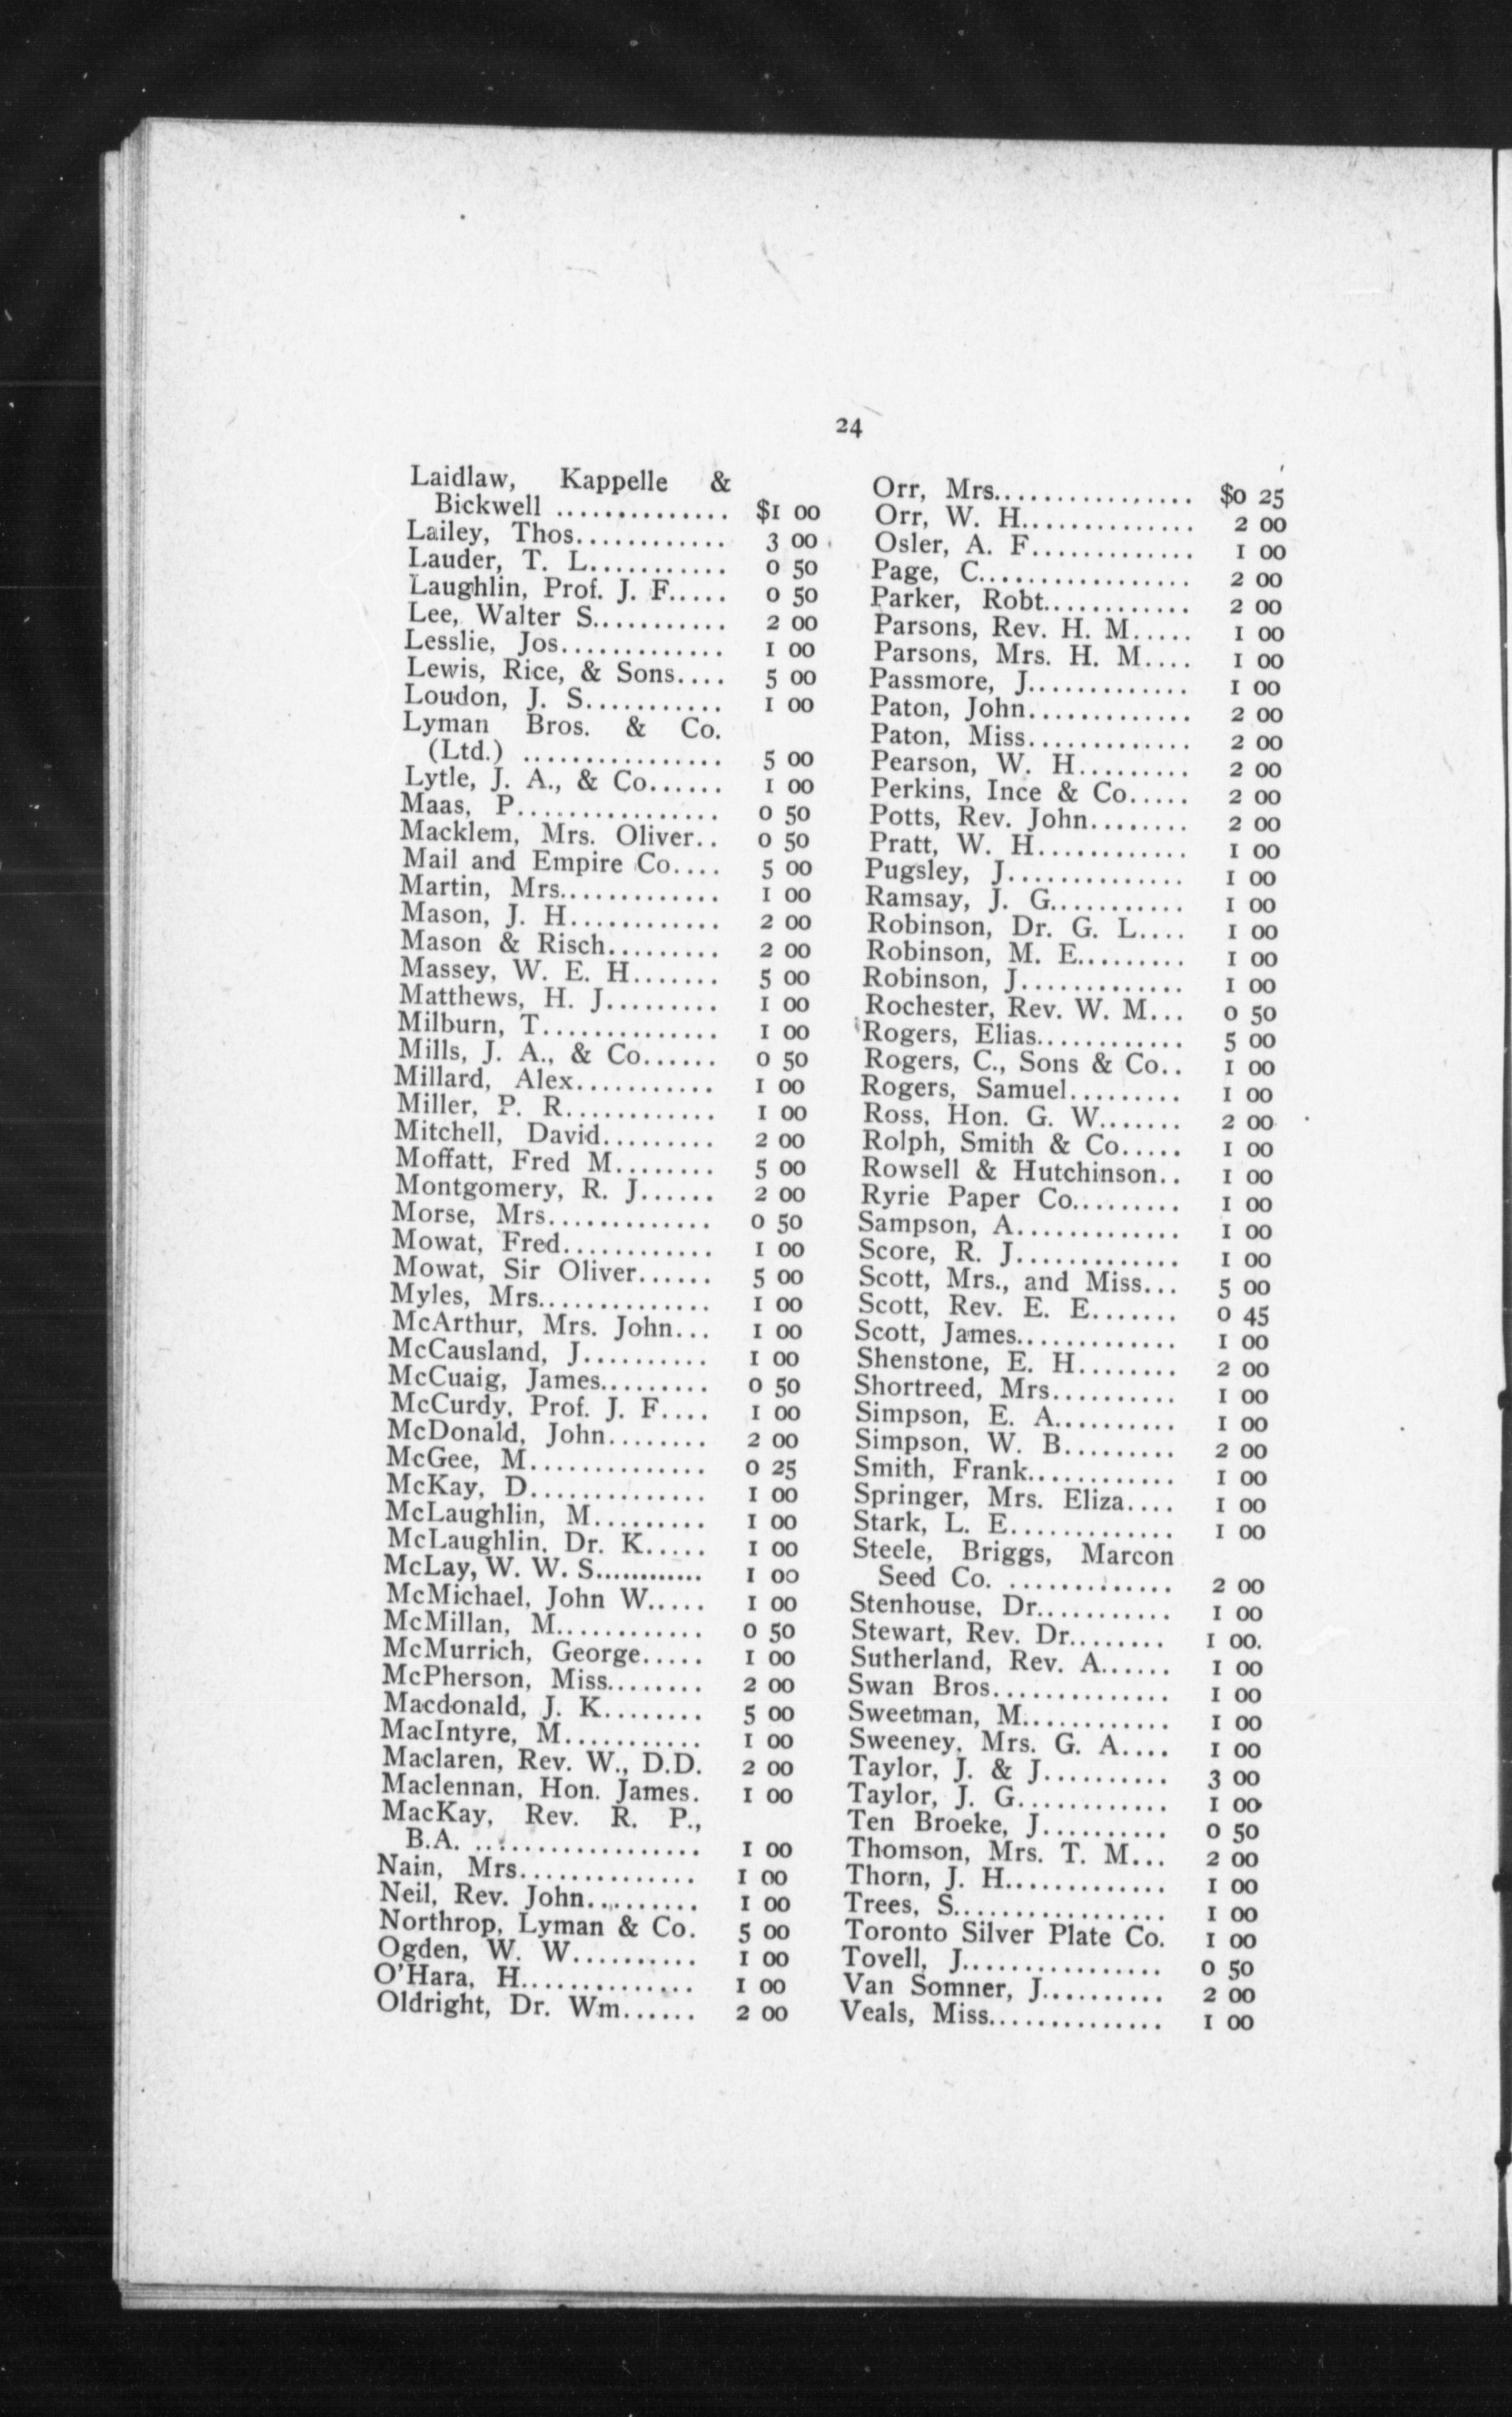 24
Laidlaw, Kappelle &
Bickwell .............. $1 00
Lailey, Thos............ 3 00
Lauder, T. L........... 0 50
Laughlin, Prof. J. F..... 0 50
Lee, Walter S........... 2 00
Lesslie, Jos............. 1 00
Lewis, Rice, & Sons.... 5 00
Loudon, J. S........... 1 00
Lyman Bros. & Co.
(Ltd.) ................ 5 00
Lytle, J. A., & Co...... 1 00
Maas, P................. 0 50
Macklem, Mrs. Oliver.. 0 50
Mail and Empire Co.... 5 00
Martin, Mrs............. 1 00
Mason, J. H............ 2 00
Mason & Risch......... 2 00
Massey, W. E. H....... 5 00
Matthews, H. J......... 1 00
Milburn, T.............. 1 00
Mills, J. A., & Co...... 0 50
Millard, Alex........... 1 00
Miller, P. R............ 1 00
Mitchell, David......... 2 00
Moffatt, Fred M........ 5 00
Montgomery, R. J...... 2 00
Morse, Mrs............. 0 50
Mowat, Fred............ 1 00
Mowat, Sir Oliver...... 5 00
Myles, Mrs.............. 1 00
McArthur, Mrs. John... 1 00
McCausland, J.......... 1 00
McCuaig, James......... 0 50
McCurdy, Prof. J. F.... 1 00
McDonald, John........ 2 00
McGee, M............... 0 25
McKay, D............... 1 00
McLaughlin, M......... 1 00
McLaughlin, Dr. K..... 1 00
McLay, W. W. S............ 1 00
McMichael, John W..... 1 00
McMillan, M............ 0 50
McMurrich, George..... 1 00
McPherson, Miss........ 2 00
Macdonald, J. K........ 5 00
MacIntyre, M........... 1 00
Maclaren, Rev. W., D.D. 2 00
Maclennan, Hon. James. 1 00
MacKay, Rev. R. P.,
B.A. ................... 1 00
Nain, Mrs.............. 1 00
Neil, Rev. John......... 1 00
Northrop, Lyman & Co. 5 00
Ogden, W. W.......... 1 00
O'Hara, H.............. 1 00
Oldright, Dr. Wm...... 2 00
Orr, Mrs................ $0 25
Orr, W. H.............. 2 00
Osler, A. F............. 1 00
Page, C................. 2 00
Parker, Robt............ 2 00
Parsons, Rev. H. M..... 1 00
Parsons, Mrs. H. M.... 1 00
Passmore, J............. 1 00
Paton, John............. 2 00
Paton, Miss............. 2 00
Pearson, W. H......... 2 00
Perkins, Ince & Co..... 2 00
Potts, Rev. John........ 2 00
Pratt, W. H............ 1 00
Pugsley, J............... 1 00
Ramsay, J. G........... 1 00
Robinson, Dr. G. L.... 1 00
Robinson, M. E......... 1 00
Robinson, J............. 1 00
Rochester, Rev. W. M... 0 50
Rogers, Elias............ 5 00
Rogers, C., Sons & Co.. 1 00
Rogers, Samuel......... 1 00
Ross, Hon. G. W....... 2 00
Rolph, Smith & Co..... 1 00
Rowsell & Hutchinson.. 1 00
Ryrie Paper Co......... 1 00
Sampson, A............. 1 00
Score, R. J............. 1 00
Scott, Mrs., and Miss... 5 00
Scott, Rev. E. E....... 0 45
Scott, James............. 1 00
Shenstone, E. H........ 2 00
Shortreed, Mrs.......... 1 00
Simpson, E. A.......... 1 00
Simpson, W. B......... 2 00
Smith, Frank............ 1 00
Springer, Mrs. Eliza.... 1 00
Stark, L. E............. 1 00
Steele, Briggs, Marcon
Seed Co. ............. 2 00
Stenhouse, Dr........... 1 00
Stewart, Rev. Dr........ 1 00.
Sutherland, Rev. A...... 1 00
Swan Bros.............. 1 00
Sweetman, M............ 1 00
Sweeney, Mrs. G. A.... 1 00
Taylor, J. & J.......... 3 00
Taylor, J. G............ 1 00
Ten Broeke, J.......... 0 50
Thomson, Mrs. T. M... 2 00
Thorn, J. H............. 1 00
Trees, S................. 1 00
Toronto Silver Plate Co. 1 00
Tovell, J................ 0 50
Van Somner, J.......... 2 00
Veals, Miss.............. 1 00